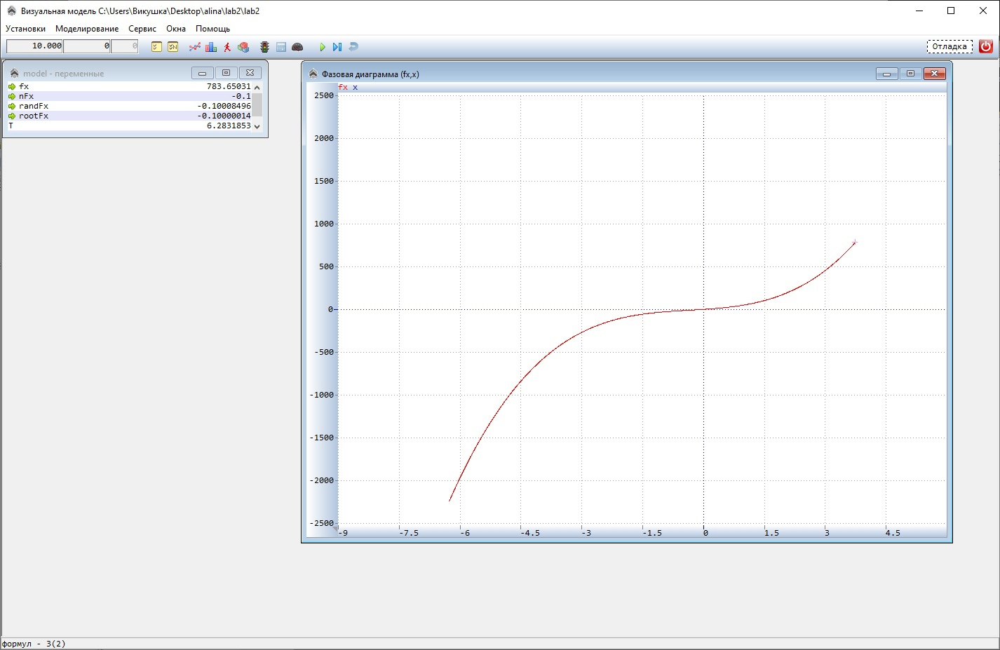 Визуальная модель C:\Users\Викушка\Desktop\alina\lab2\lab2
Установки Моделирование Сервис Окна Помощь
10.000 0 0 Отладка
model - переменные
fx 783.65031
nFx -0.1
randFx -0.10008496
rootFx -0.10000014
T 6.2831853
Фазовая диаграмма (fx,x)
fx x
2500
2000
1500
1000
500
0
-500
-1000
-1500
-2000
-2500
-9 -7.5 -6 -4.5 -3 -1.5 0 1.5 3 4.5
формул - 3(2)